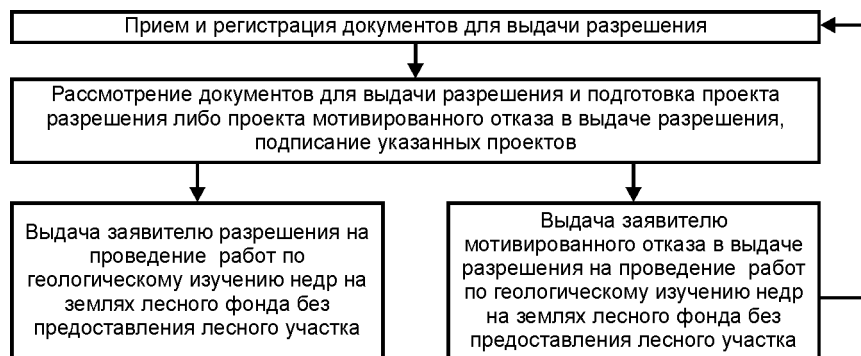 Прием и регистрация документов для выдачи разрешения
Рассмотрение документов для выдачи разрешения и подготовка проекта
разрешения либо проекта мотивированного отказа в выдаче разрешения,
подписание указанных проектов
Выдача заявителю разрешения на
проведение работ по
геологическому изучению недр на
землях лесного фонда без
предоставления лесного участка
Выдача заявителю
мотивированного отказа в выдаче
разрешения на проведение работ
по геологическому изучению недр
на землях лесного фонда без
предоставления лесного участка